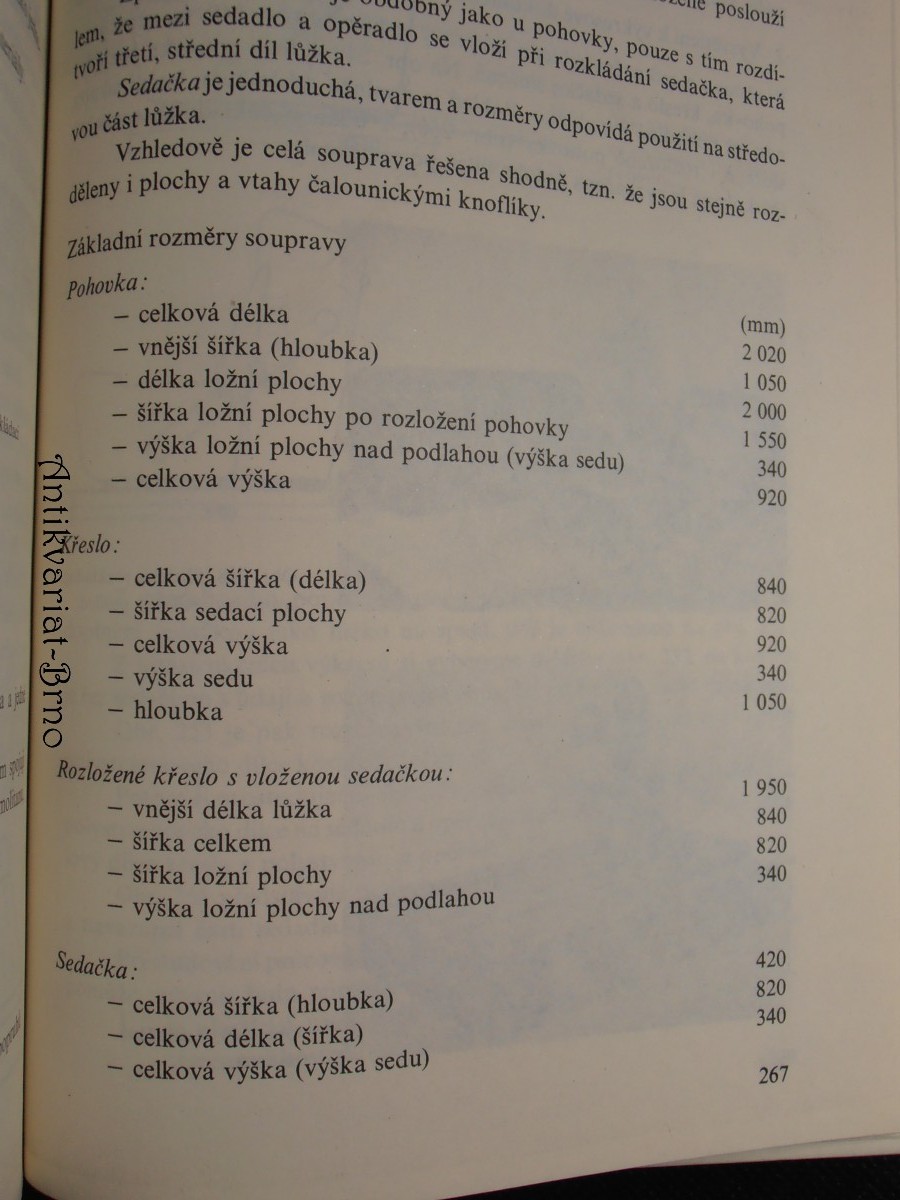 obdobný jako u pohovky, pouze s tím rozdí-
lem, že mezi sedadlo a opěradlo se vloží při rozkládání sedačka, která
tvoří třetí, střední díl lůžka.
Sedačka je jednoduchá, tvarem a rozměry odpovídá použití na středo-
vou část lůžka.
Vzhledově je celá souprava řešena shodně, tzn. že jsou stejně roz-
děleny i plochy a vtahy čalounickými knoflíky.
Základní rozměry soupravy
Pohovka: (mm)
– celková délka 2 020
– vnější šířka (hloubka) 1 050
– délka ložní plochy 2 000
– šířka ložní plochy po rozložení pohovky 1 550
– výška ložní plochy nad podlahou (výška sedu) 340
– celková výška 920
Křeslo:
– celková šířka (délka) 840
– šířka sedací plochy 820
– celková výška 920
– výška sedu 340
– hloubka 1 050
Rozložené křeslo s vloženou sedačkou:
– vnější délka lůžka 1 950
– šířka celkem 840
– šířka ložní plochy 820
– výška ložní plochy nad podlahou 340
Sedačka:
– celková šířka (hloubka) 420
– celková délka (šířka) 820
– celková výška (výška sedu) 340
267
Antikvariat-Brno